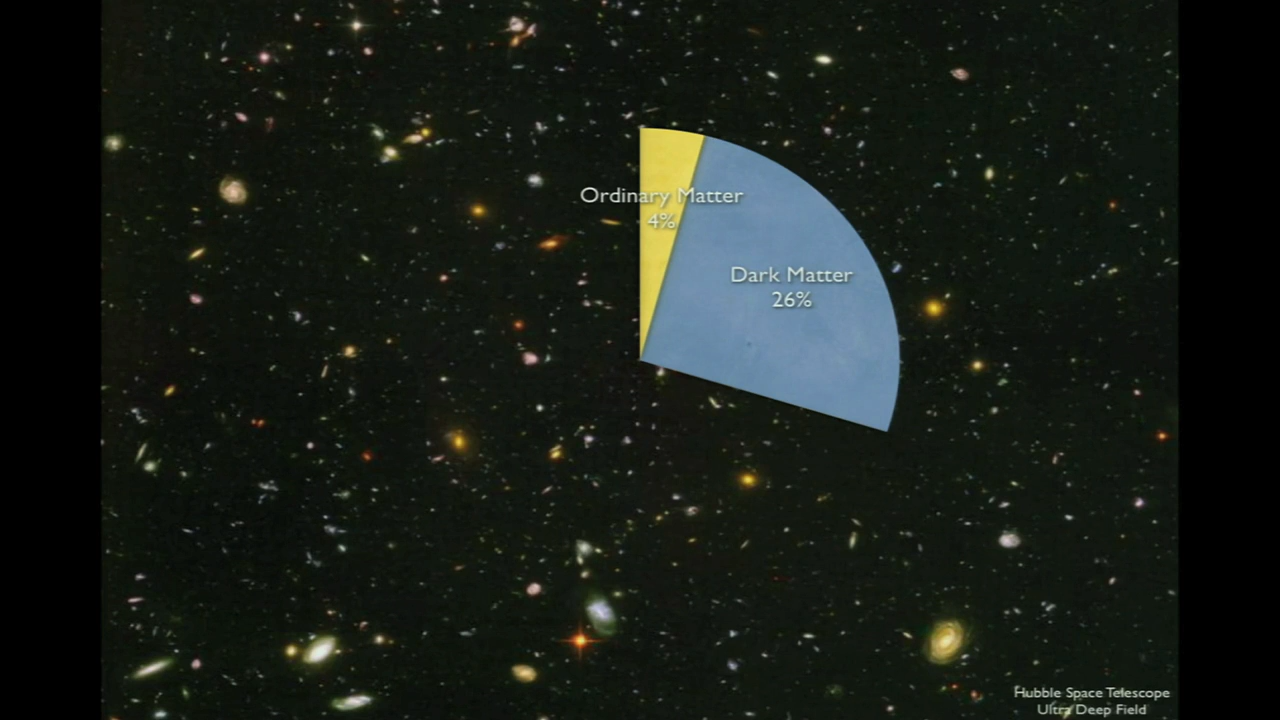 Ordinary Matter
4%
Dark Matter
26%
Hubble Space Telescope
Ultra Deep Field